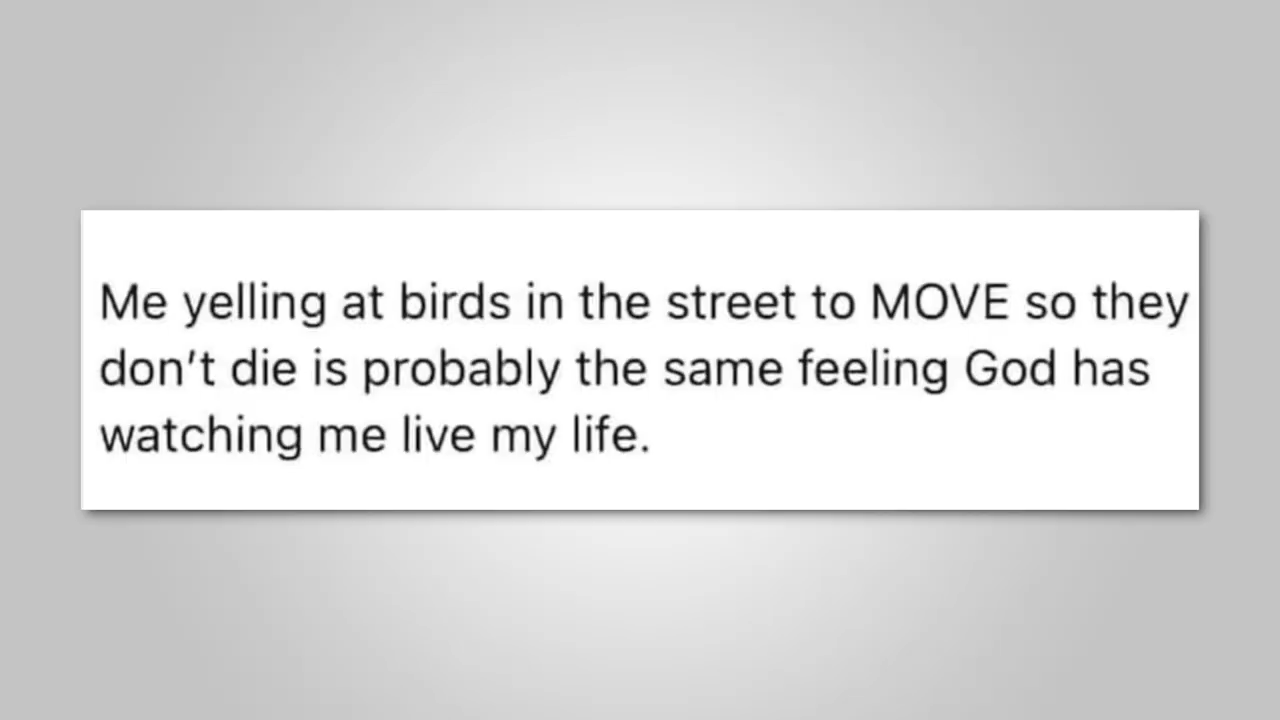 Me yelling at birds in the street to MOVE so they
don’t die is probably the same feeling God has
watching me live my life.